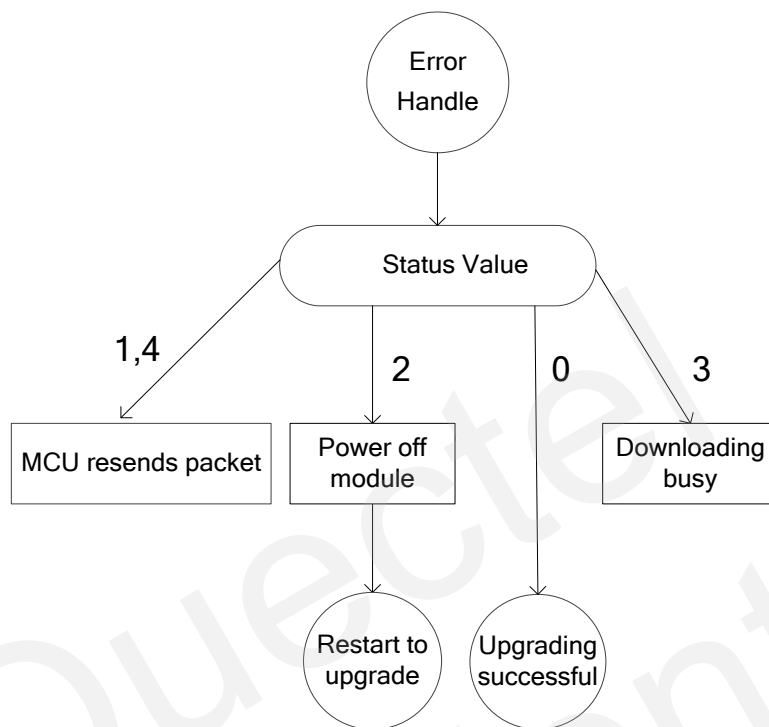 Error
Handle
Status Value
1,4
2
0
3
MCU resends packet
Power off
module
Downloading
busy
Restart to
upgrade
Upgrading
successful
Quectel